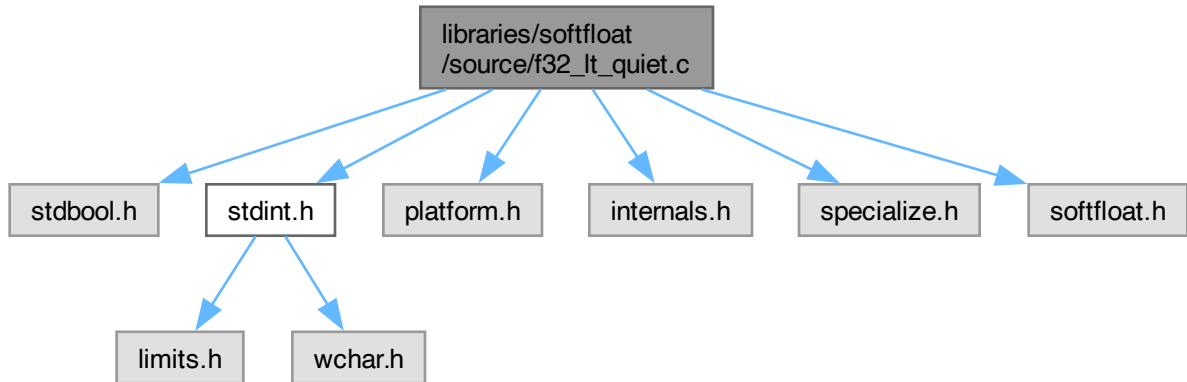 libraries/softfloat
/source/f32_lt_quiet.c
stdbool.h
stdint.h
platform.h
internals.h
specialize.h
softfloat.h
limits.h
wchar.h